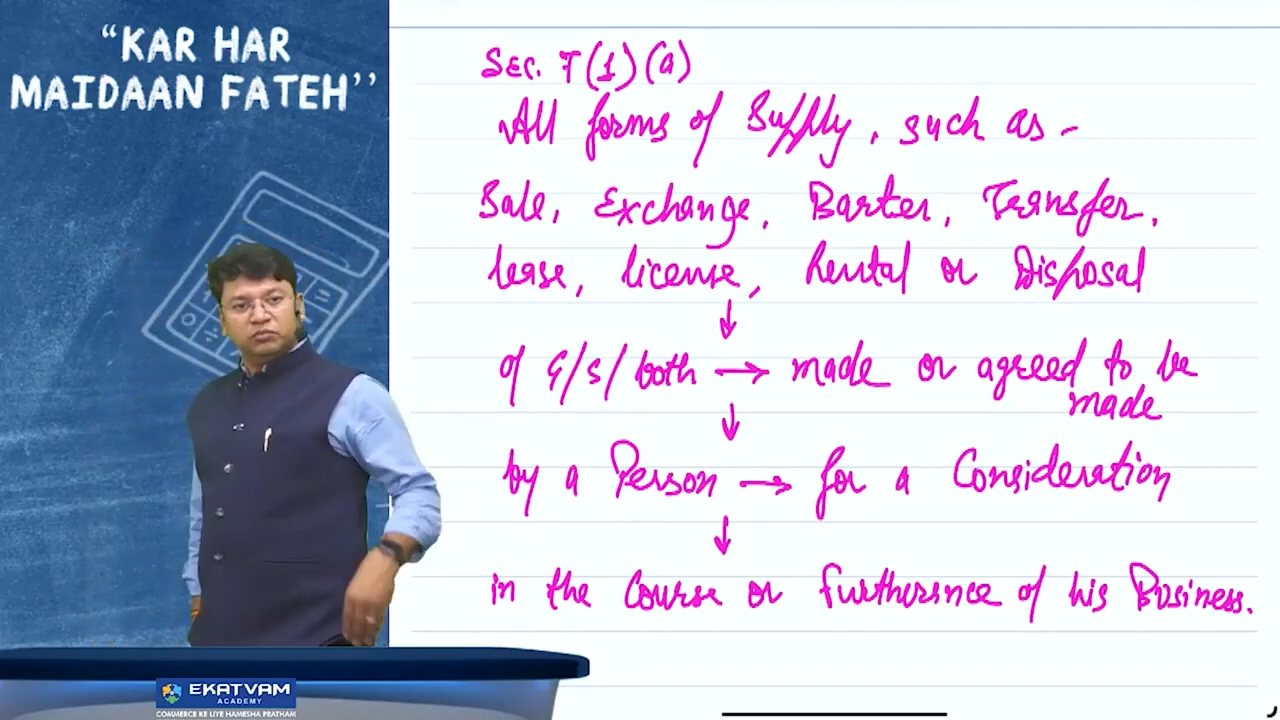 “KAR HAR
MAIDAAN FATEH’’
Sec. 7(1)(a)
All forms of Supply, such as -
Sale, Exchange, Barter, Transfer,
lease, license, Rental or Disposal
↓
of G/S/both → made or agreed to be
made
↓
by a Person → for a Consideration
↓
in the Course or furtherence of his Business.
EKATVAM
ACADEMY
COMMERCE KE LIYE HAMESHA PRATHAM